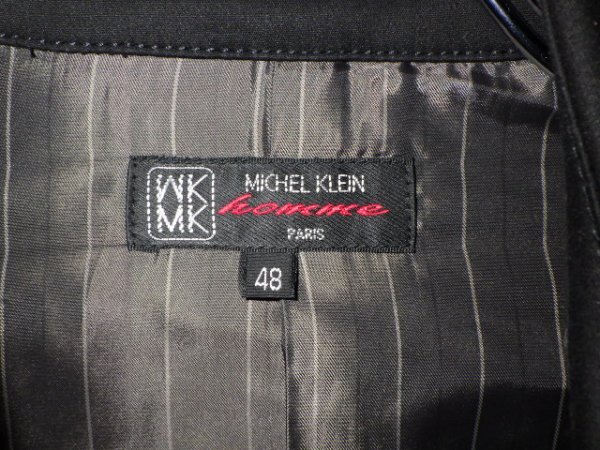 MK
MK
MICHEL KLEIN
homme
PARIS
48